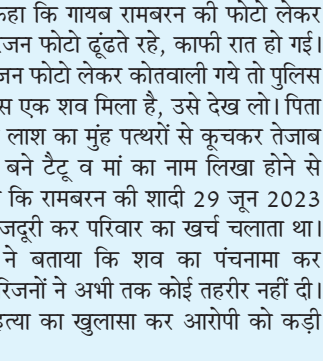 कहा कि गायब रामबरन की फोटो लेकर
रजन फोटो ढूंढते रहे, काफी रात हो गई।
जन फोटो लेकर कोतवाली गये तो पुलिस
स एक शव मिला है, उसे देख लो। पिता
लाश का मुंह पत्थरों से कूचकर तेजाब
बने टैटू व मां का नाम लिखा होने से
कि रामबरन की शादी 29 जून 2023
जदूरी कर परिवार का खर्च चलाता था।
ने बताया कि शव का पंचनामा कर
रिजनों ने अभी तक कोई तहरीर नहीं दी।
हत्या का खुलासा कर आरोपी को कड़ी